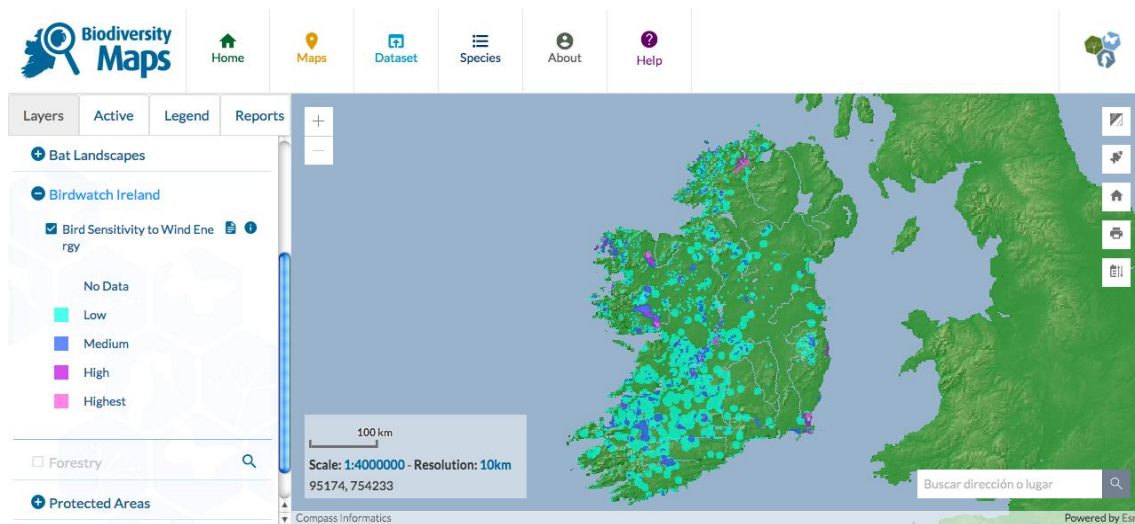 Biodiversity
Maps
Home
Maps
Dataset
Species
About
Help
Layers
Active
Legend
Reports
Bat Landscapes
Birdwatch Ireland
Bird Sensitivity to Wind Ene
rgy
No Data
Low
Medium
High
Highest
Forestry
Protected Areas
100 km
Scale: 1:4000000 - Resolution: 10km
95174, 754233
Buscar dirección o lugar
Compass Informatics
Powered by Esr